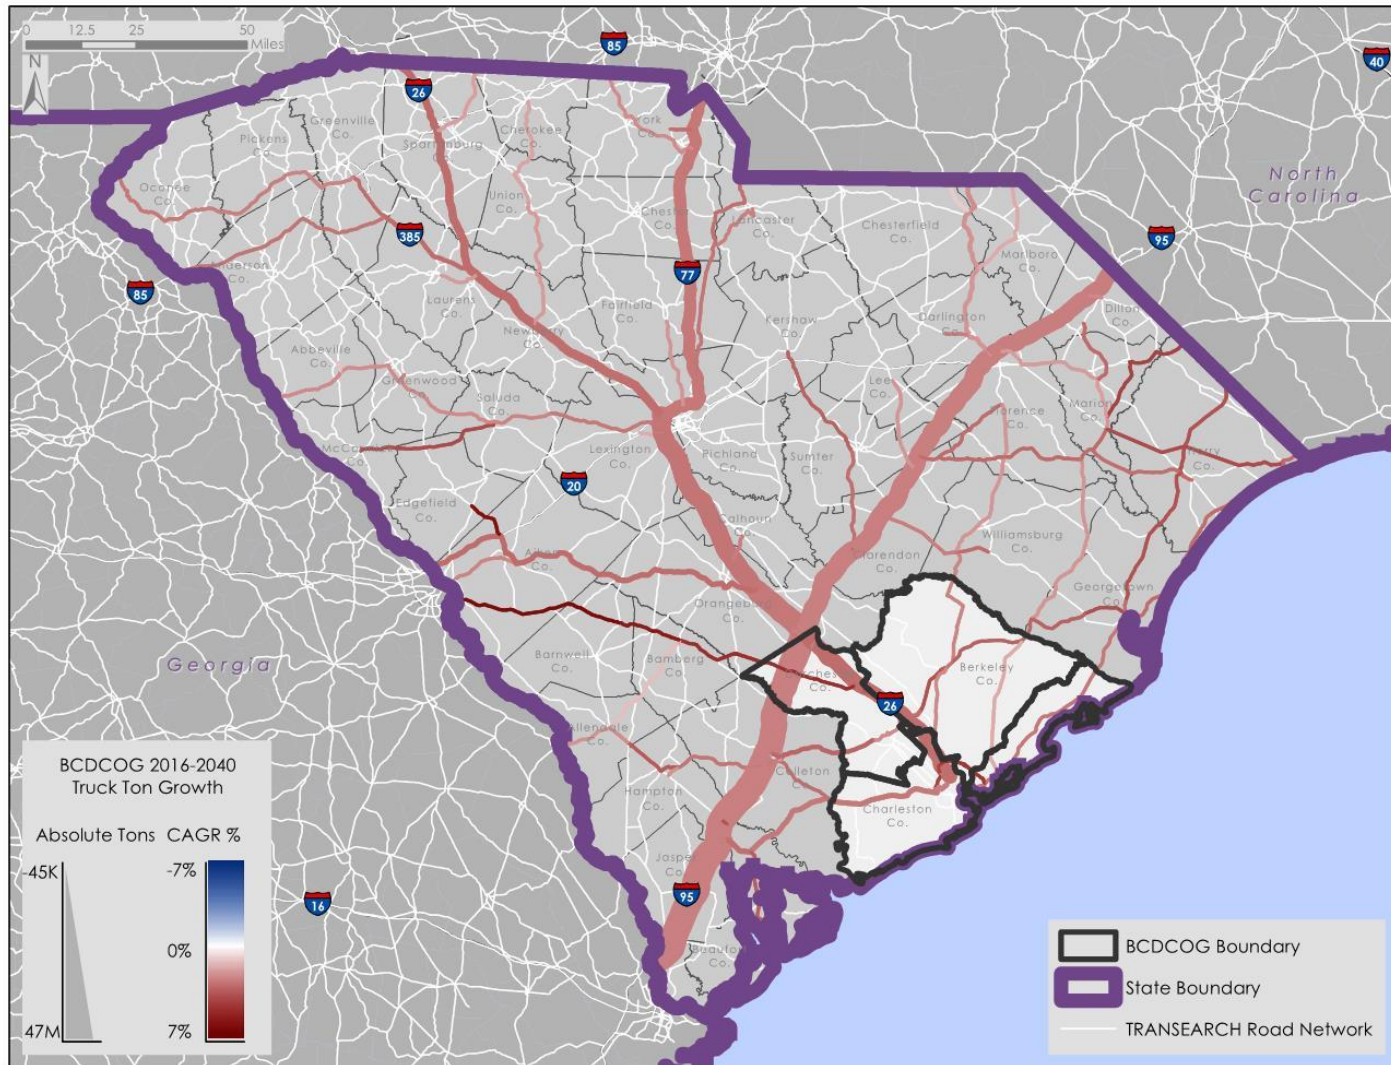 0 12.5 25 50
Miles
N
85
40
26
Greenville
Co.
Pickens
Co.
Cherokee
Co.
York
Co.
Spartanburg
Co.
Oconee
Co.
North
Carolina
Union
Co.
Chester
Co.
Lancaster
Co.
Chesterfield
Co.
385
95
Marlboro
Co.
Anderson
Co.
77
85
Laurens
Co.
Fairfield
Co.
Kershaw
Co.
Darlington
Co.
Dillon
Co.
Newberry
Co.
Abbeville
Co.
Greenwood
Co.
Saluda
Co.
Lee
Co.
Florence
Co.
Marion
Co.
McCormick
Co.
Lexington
Co.
Richland
Co.
Sumter
Co.
Horry
Co.
20
Edgefield
Co.
Calhoun
Co.
Aiken
Co.
Clarendon
Co.
Williamsburg
Co.
Georgetown
Co.
Orangeburg
Co.
Georgia
Barnwell
Co.
Bamberg
Co.
Dorchester
Co.
Berkeley
Co.
26
Allendale
Co.
Colleton
Co.
Hampton
Co.
Charleston
Co.
Jasper
Co.
95
16
Beaufort
Co.
BCDCOG 2016-2040
Truck Ton Growth
Absolute Tons CAGR %
-45K -7%
0%
47M 7%
BCDCOG Boundary
State Boundary
TRANSEARCH Road Network